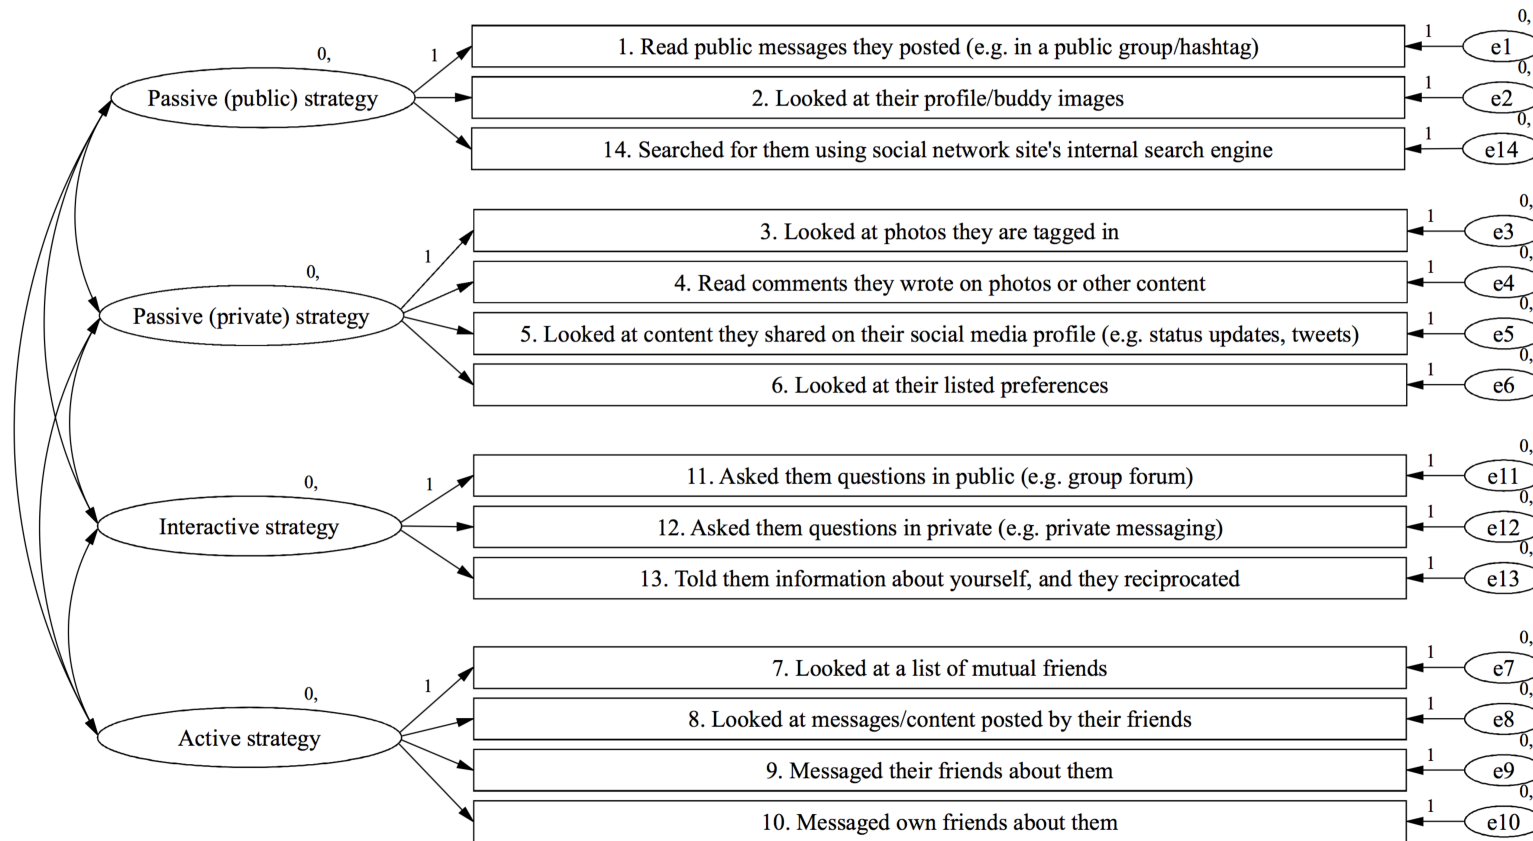 0,
Passive (public) strategy
1
1. Read public messages they posted (e.g. in a public group/hashtag)
1
0,
e1
2. Looked at their profile/buddy images
1
0,
e2
14. Searched for them using social network site's internal search engine
1
0,
e14
0,
Passive (private) strategy
1
3. Looked at photos they are tagged in
1
0,
e3
4. Read comments they wrote on photos or other content
1
0,
e4
5. Looked at content they shared on their social media profile (e.g. status updates, tweets)
1
0,
e5
6. Looked at their listed preferences
1
0,
e6
0,
Interactive strategy
1
11. Asked them questions in public (e.g. group forum)
1
0,
e11
12. Asked them questions in private (e.g. private messaging)
1
0,
e12
13. Told them information about yourself, and they reciprocated
1
0,
e13
0,
Active strategy
1
7. Looked at a list of mutual friends
1
0,
e7
8. Looked at messages/content posted by their friends
1
0,
e8
9. Messaged their friends about them
1
0,
e9
10. Messaged own friends about them
1
0,
e10